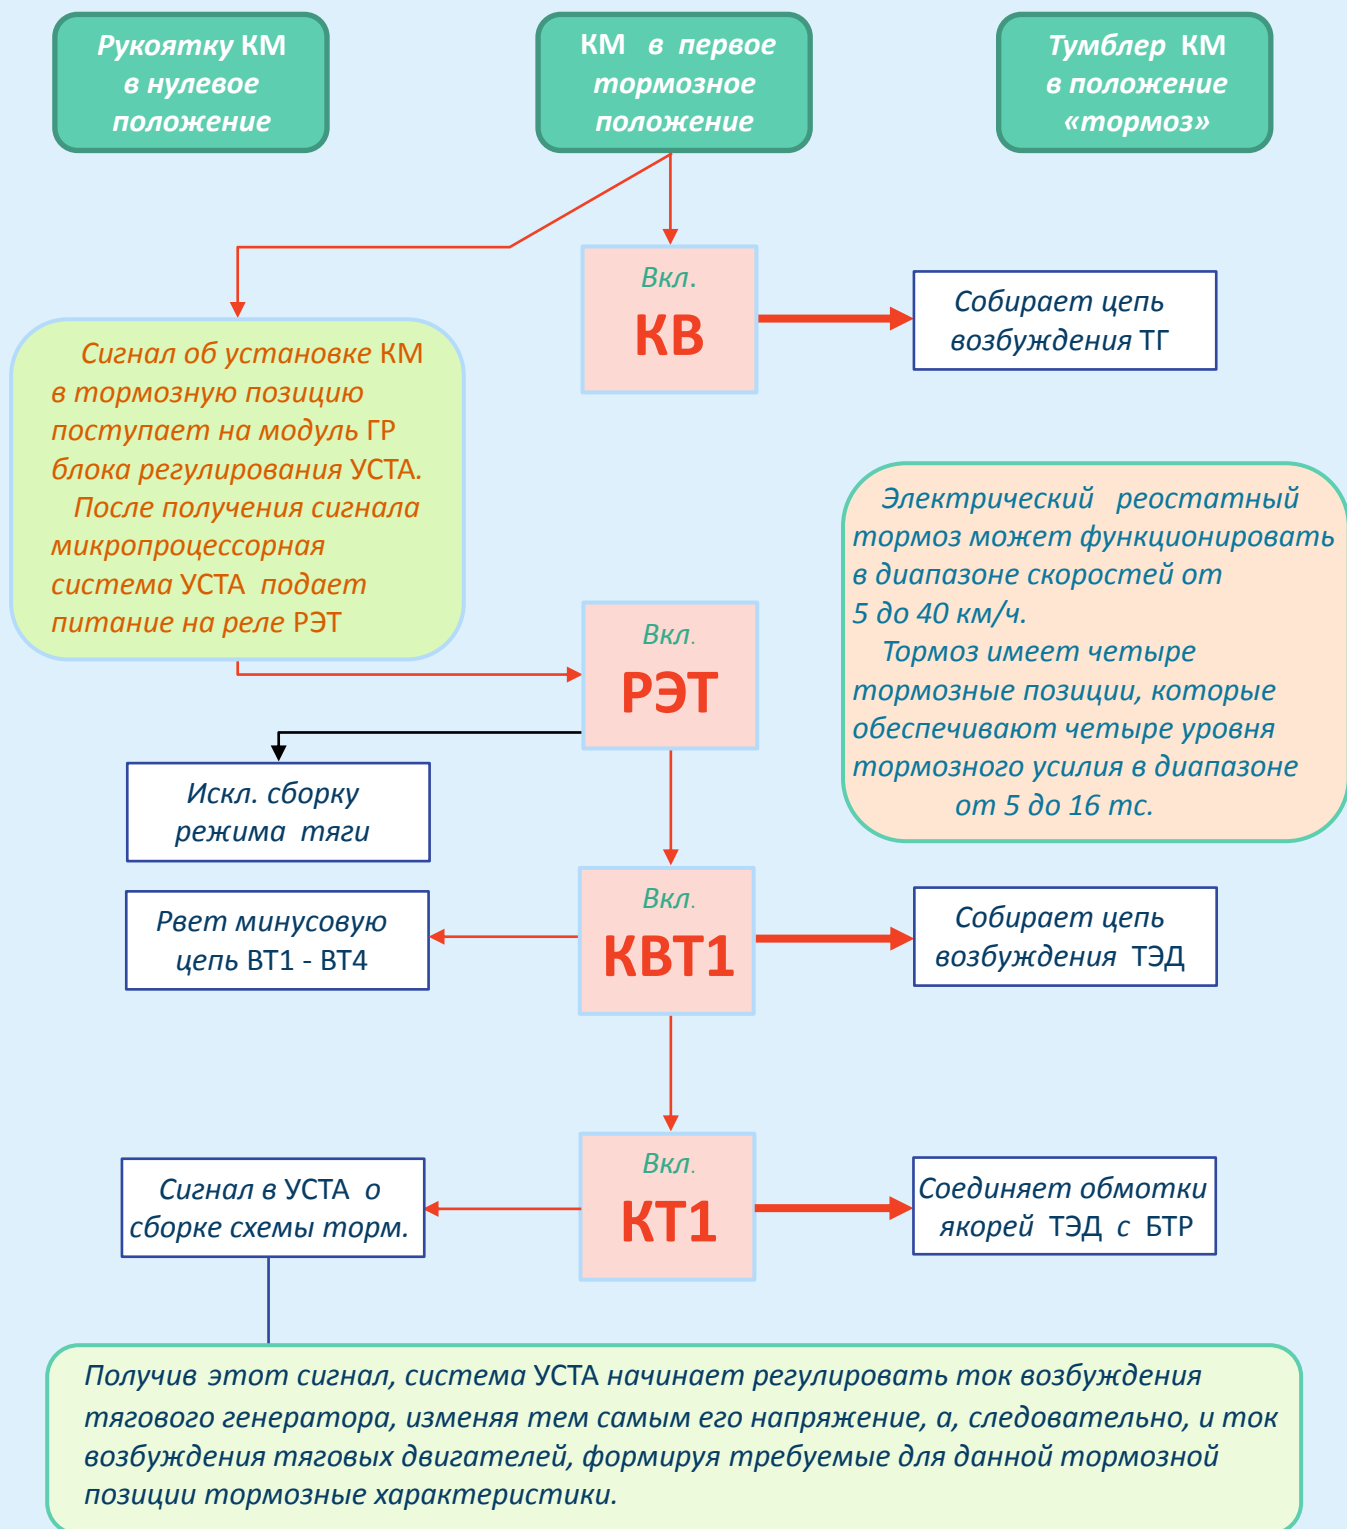 Рукоятку КМ
в нулевое
положение
КМ в первое
тормозное
положение
Тумблер КМ
в положение
«тормоз»
Вкл.
КВ
Собирает цепь
возбуждения ТГ
Сигнал об установке КМ
в тормозную позицию
поступает на модуль ГР
блока регулирования УСТА.
После получения сигнала
микропроцессорная
система УСТА подает
питание на реле РЭТ
Электрический реостатный
тормоз может функционировать
в диапазоне скоростей от
5 до 40 км/ч.
Тормоз имеет четыре
тормозные позиции, которые
обеспечивают четыре уровня
тормозного усилия в диапазоне
от 5 до 16 тс.
Вкл.
РЭТ
Искл. сборку
режима тяги
Вкл.
КВТ1
Рвет минусовую
цепь ВТ1 - ВТ4
Собирает цепь
возбуждения ТЭД
Вкл.
КТ1
Сигнал в УСТА о
сборке схемы торм.
Соединяет обмотки
якорей ТЭД с БТР
Получив этот сигнал, система УСТА начинает регулировать ток возбуждения
тягового генератора, изменяя тем самым его напряжение, а, следовательно, и ток
возбуждения тяговых двигателей, формируя требуемые для данной тормозной
позиции тормозные характеристики.